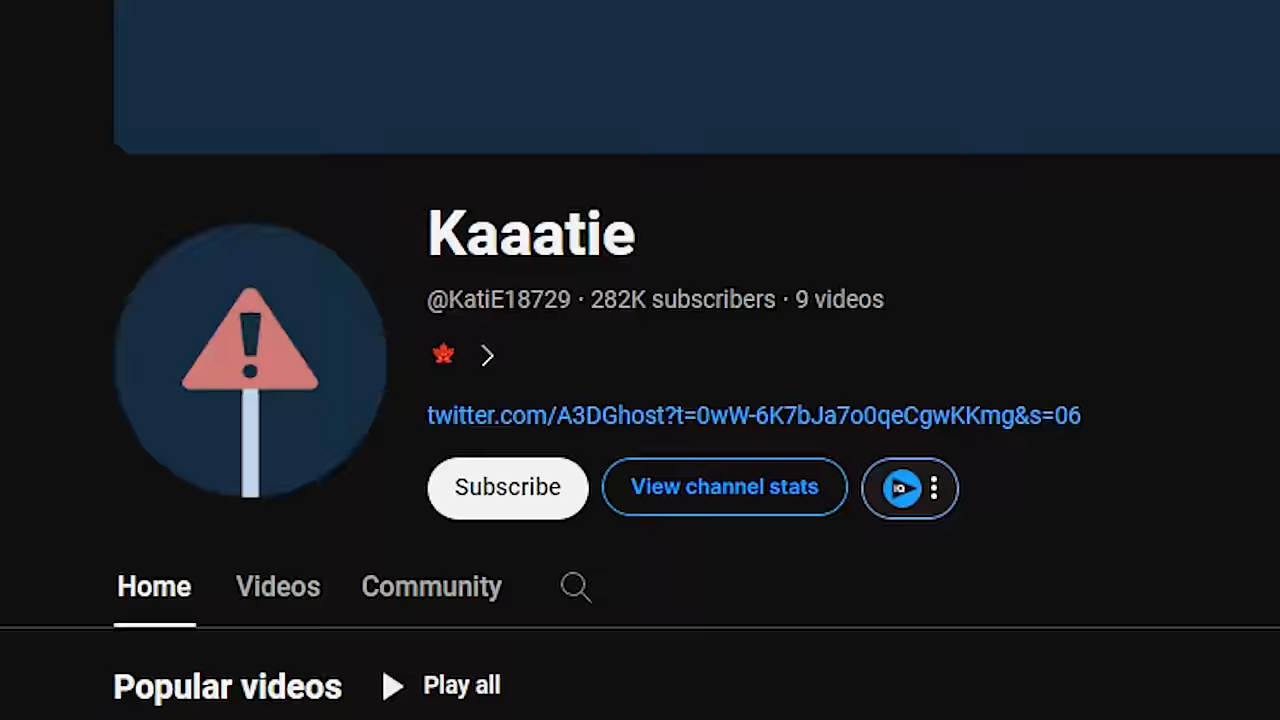 Kaaatie
@KatiE18729 · 282K subscribers · 9 videos
twitter.com/A3DGhost?t=0wW-6K7bJa7o0qeCgwKKmg&s=06
Subscribe
View channel stats
IQ
Home
Videos
Community
Popular videos
Play all